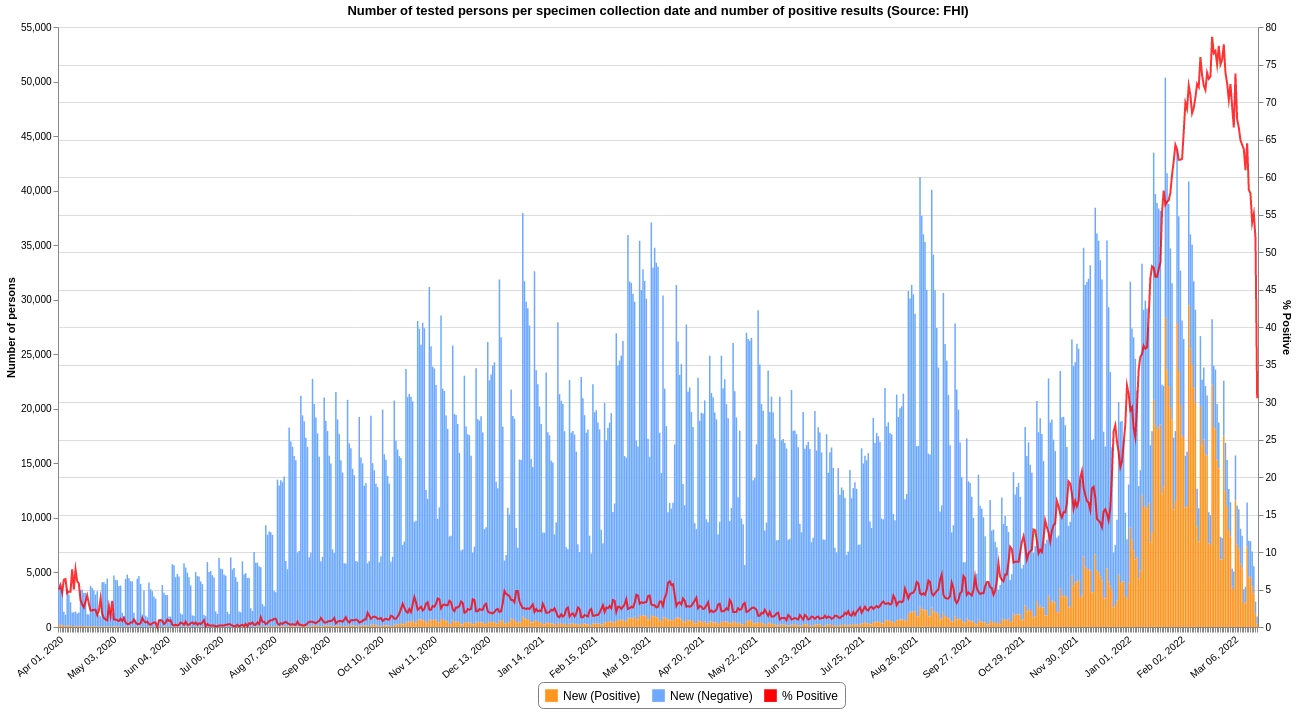 Number of tested persons per specimen collection date and number of positive results (Source: FHI)
55,000
50,000
45,000
40,000
35,000
30,000
25,000
20,000
15,000
10,000
5,000
0
Number of persons
80
75
70
65
60
55
50
45
40
35
30
25
20
15
10
5
0
% Positive
Apr 01, 2020
May 03, 2020
Jun 04, 2020
Jul 06, 2020
Aug 07, 2020
Sep 08, 2020
Oct 10, 2020
Nov 11, 2020
Dec 13, 2020
Jan 14, 2021
Feb 15, 2021
Mar 19, 2021
Apr 20, 2021
May 22, 2021
Jun 23, 2021
Jul 25, 2021
Aug 26, 2021
Sep 27, 2021
Oct 29, 2021
Nov 30, 2021
Jan 01, 2022
Feb 02, 2022
Mar 06, 2022
New (Positive) New (Negative) % Positive